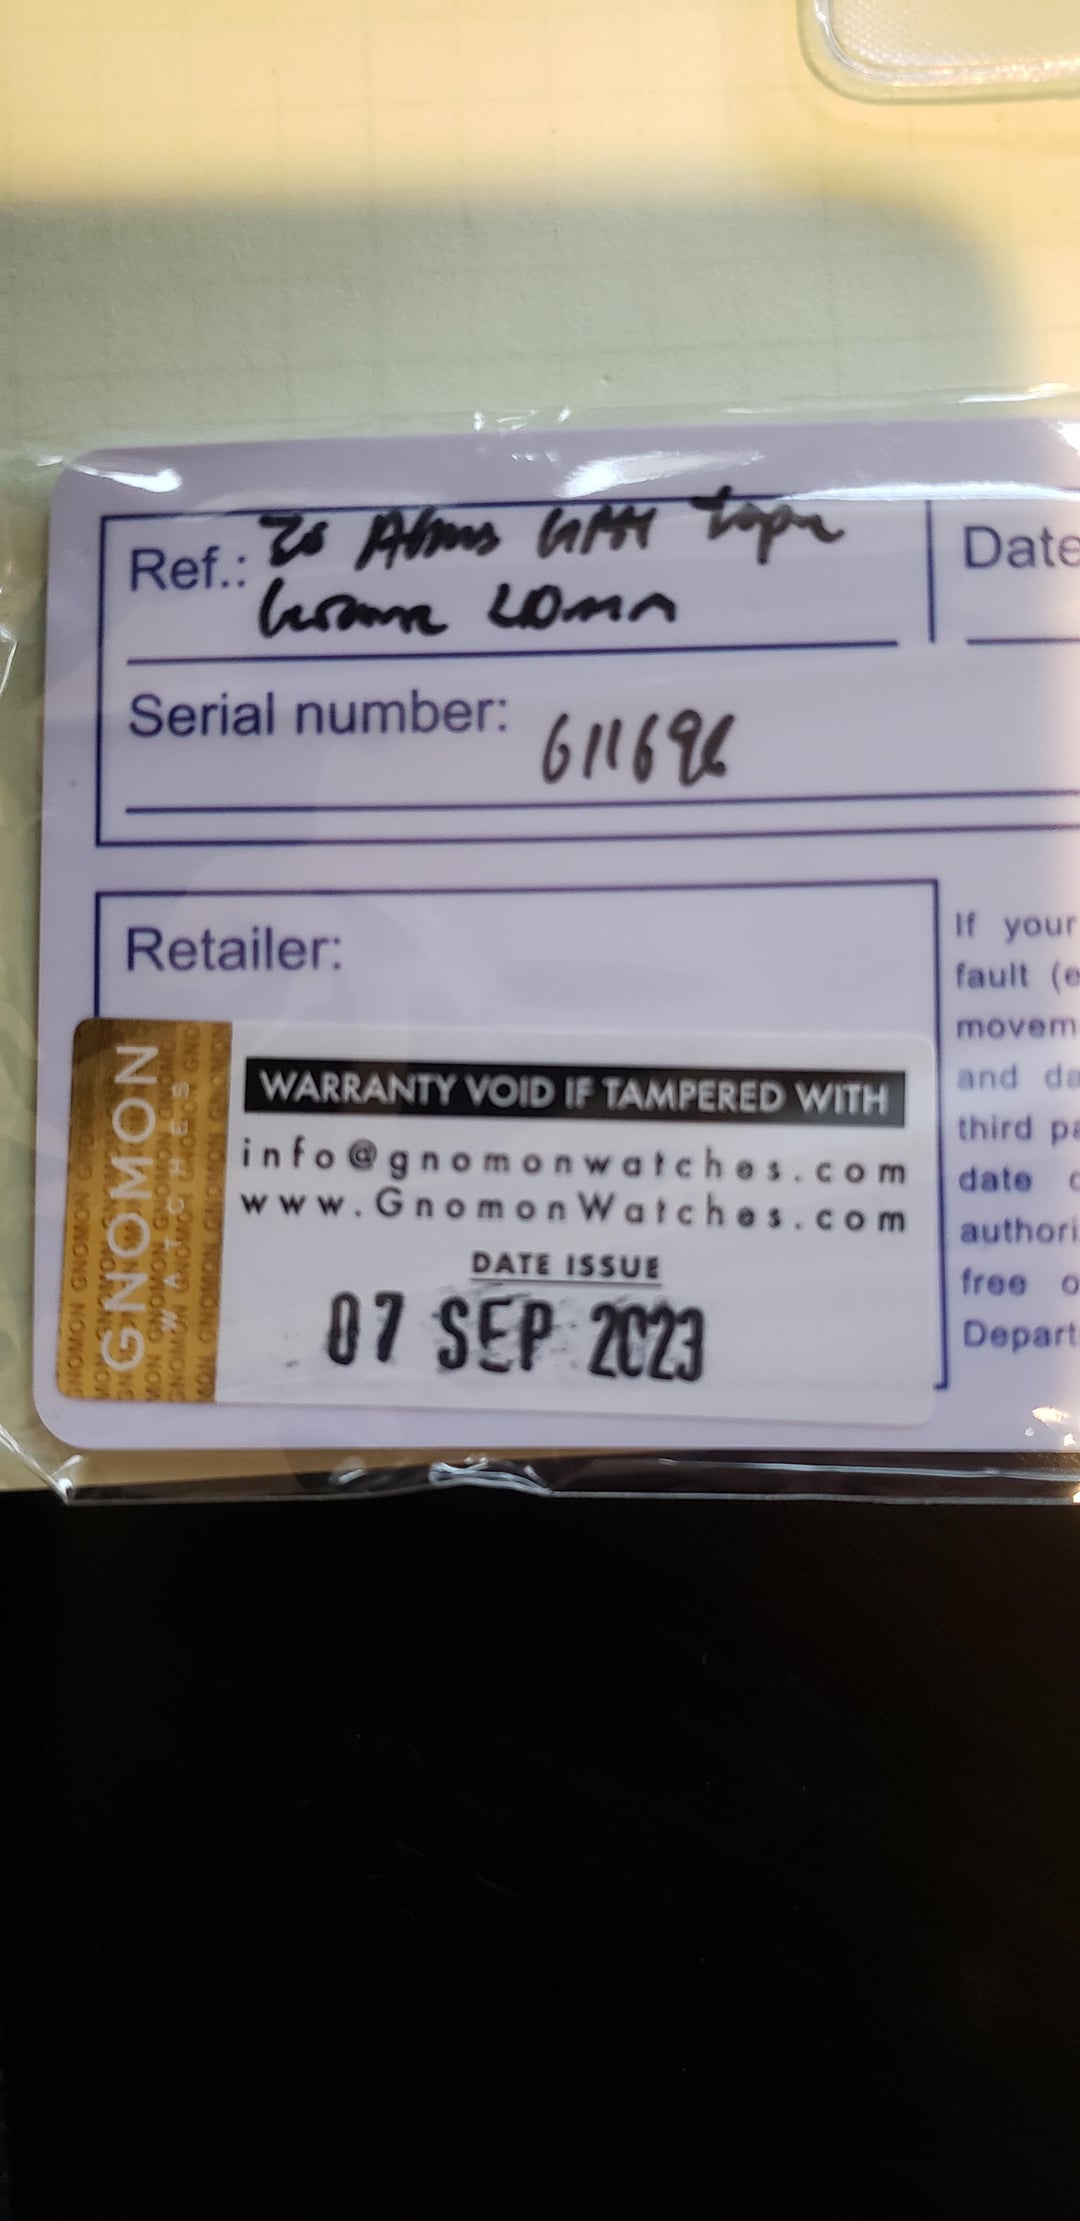 Ref.:
40mm
Date
Serial number: 611696
Retailer:
If your
fault (e
movem
and da
third pa
date
authori
free o
Depart
GNOMON
WATCHES
WARRANTY VOID IF TAMPERED WITH
info@gnomonwatches.com
www.GnomonWatches.com
DATE ISSUE
07 SEP 2023